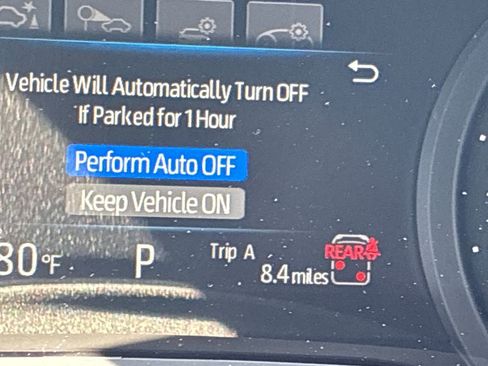 Vehicle Will Automatically Turn OFF
If Parked for 1 Hour
Perform Auto OFF
Keep Vehicle ON
80°F
P
Trip A
8.4 miles
REAR